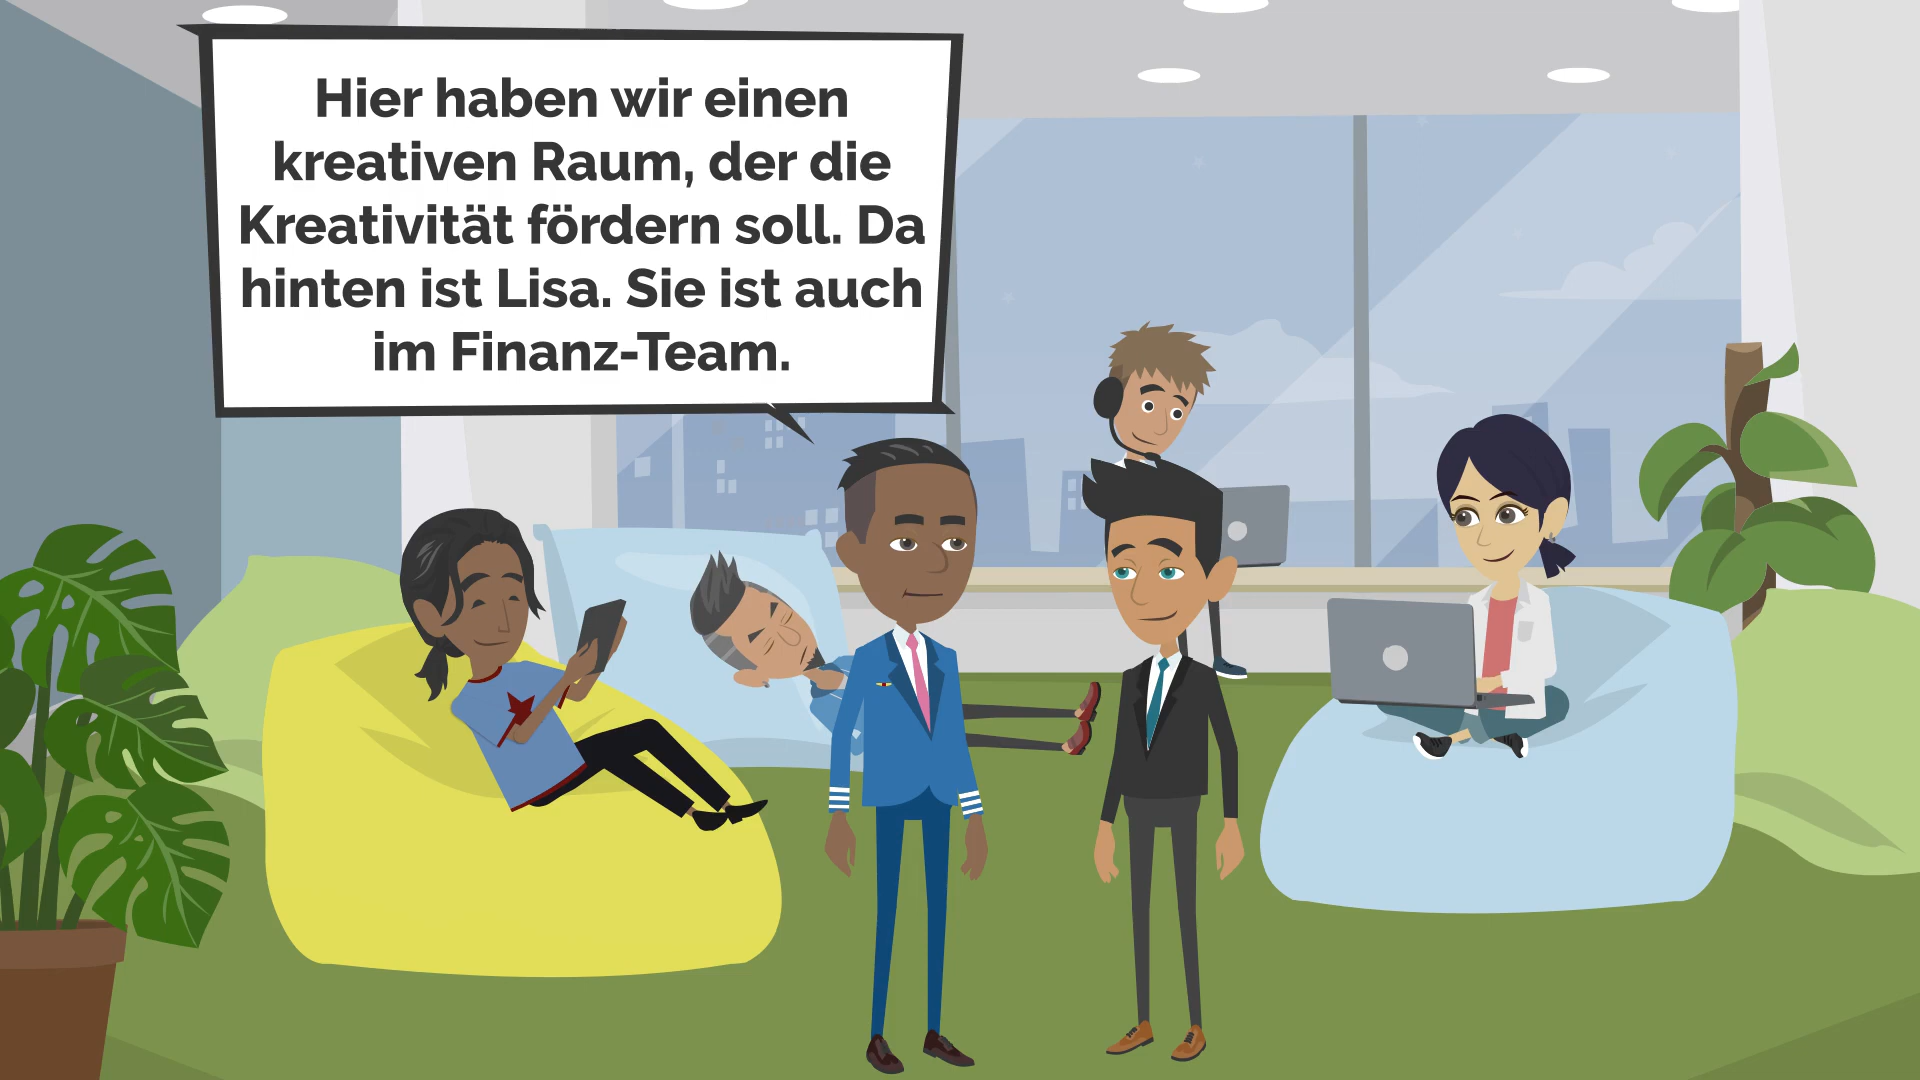 Hier haben wir einen
kreativen Raum, der die
Kreativität fördern soll. Da
hinten ist Lisa. Sie ist auch
im Finanz-Team.